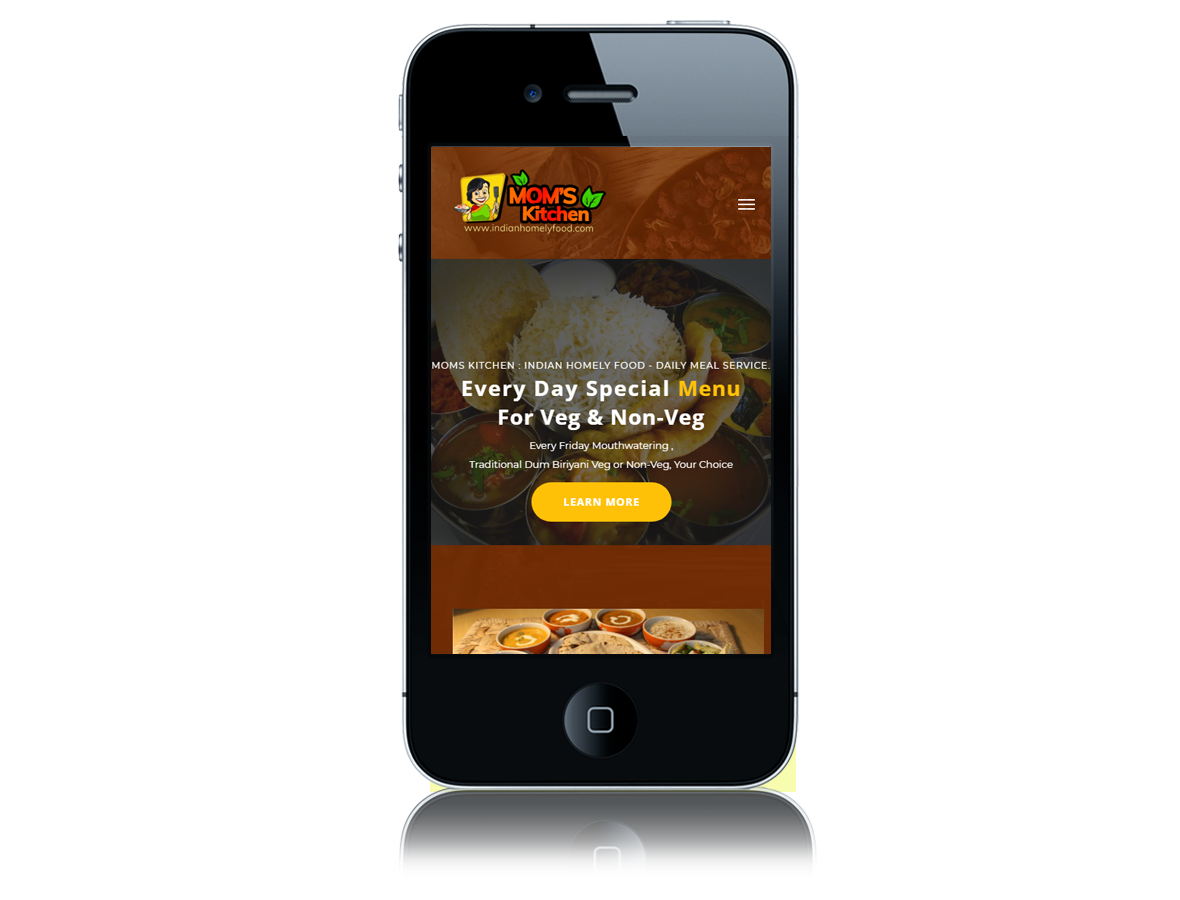 MOM'S
Kitchen
www.indianhomelyfood.com
MOMS KITCHEN : INDIAN HOMELY FOOD - DAILY MEAL SERVICE.
Every Day Special Menu
For Veg & Non-Veg
Every Friday Mouthwatering ,
Traditional Dum Biriyani Veg or Non-Veg, Your Choice
LEARN MORE